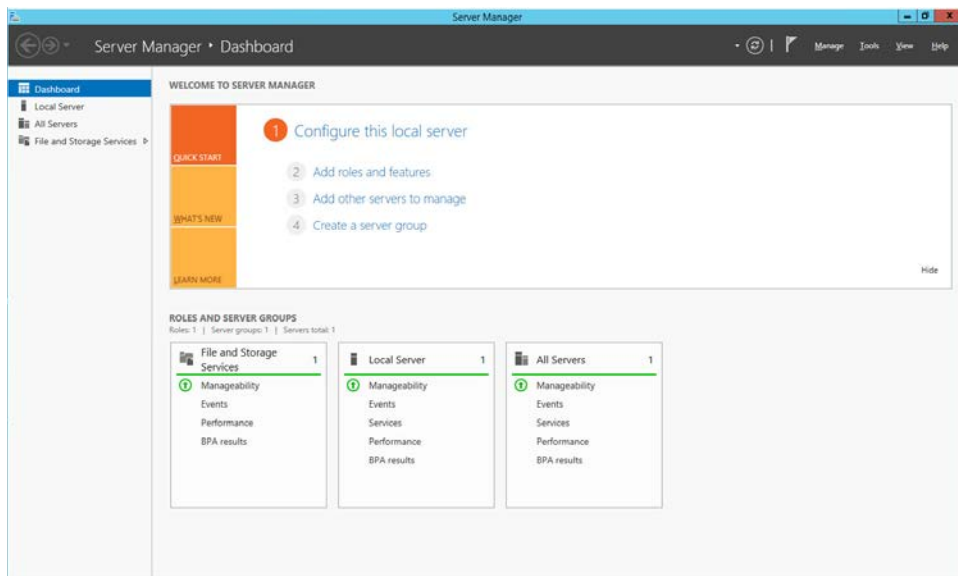 Server Manager
Server Manager • Dashboard
Manage Tools View Help
Dashboard
Local Server
All Servers
File and Storage Services
WELCOME TO SERVER MANAGER
QUICK START
WHAT'S NEW
LEARN MORE
1 Configure this local server
2 Add roles and features
3 Add other servers to manage
4 Create a server group
Hide
ROLES AND SERVER GROUPS
Roles: 1 | Server groups: 1 | Servers total: 1
File and Storage
Services 1
Manageability
Events
Performance
BPA results
Local Server 1
Manageability
Events
Services
Performance
BPA results
All Servers 1
Manageability
Events
Services
Performance
BPA results